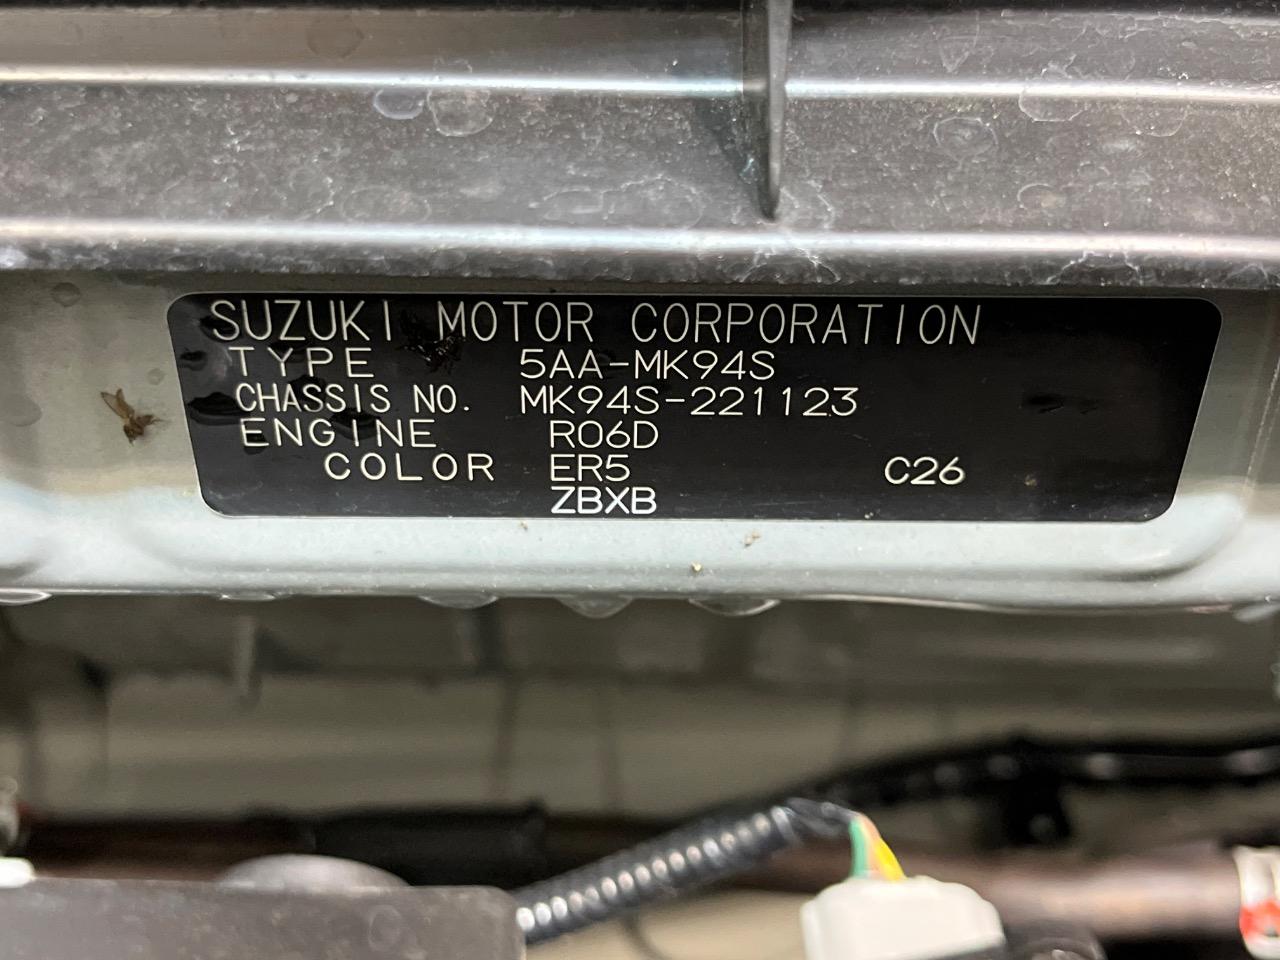 SUZUKI MOTOR CORPORATION
TYPE 5AA-MK94S
CHASSIS NO. MK94S-221123
ENGINE R06D
COLOR ER5 C26
ZBXB